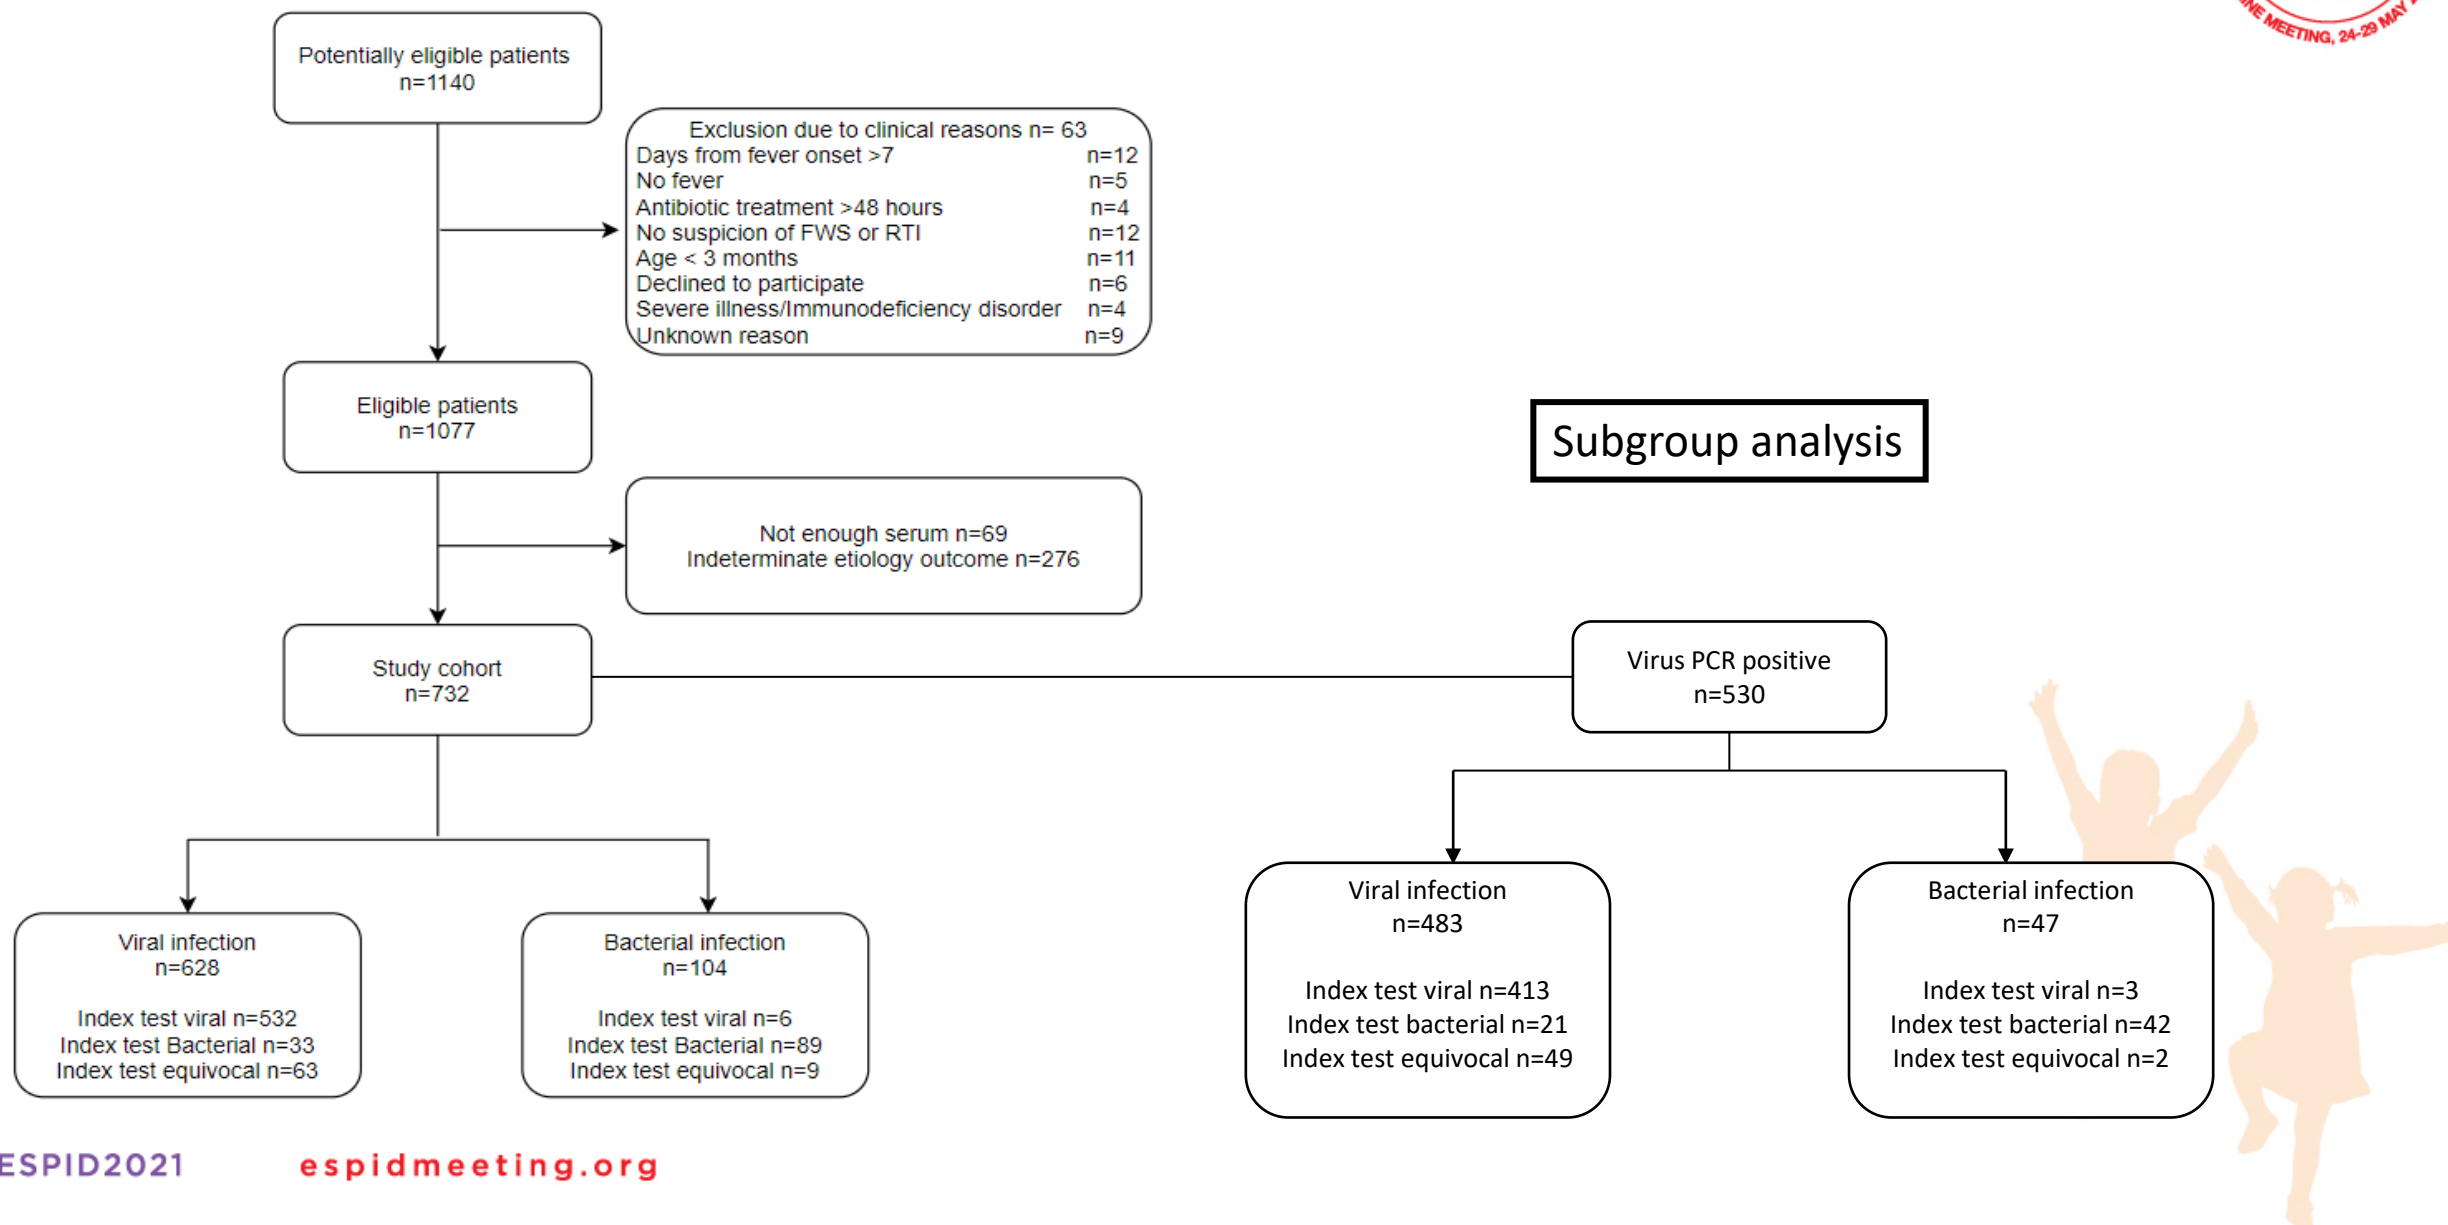 Potentially eligible patients
n=1140
Exclusion due to clinical reasons n= 63
Days from fever onset >7 n=12
No fever n=5
Antibiotic treatment >48 hours n=4
No suspicion of FWS or RTI n=12
Age < 3 months n=11
Declined to participate n=6
Severe illness/Immunodeficiency disorder n=4
Unknown reason n=9
Eligible patients
n=1077
Not enough serum n=69
Indeterminate etiology outcome n=276
Study cohort
n=732
Viral infection
n=628
Index test viral n=532
Index test Bacterial n=33
Index test equivocal n=63
Bacterial infection
n=104
Index test viral n=6
Index test Bacterial n=89
Index test equivocal n=9
Subgroup analysis
Virus PCR positive
n=530
Viral infection
n=483
Index test viral n=413
Index test bacterial n=21
Index test equivocal n=49
Bacterial infection
n=47
Index test viral n=3
Index test bacterial n=42
Index test equivocal n=2
MEETING, 24-29 MAY
ESPID2021
espidmeeting.org